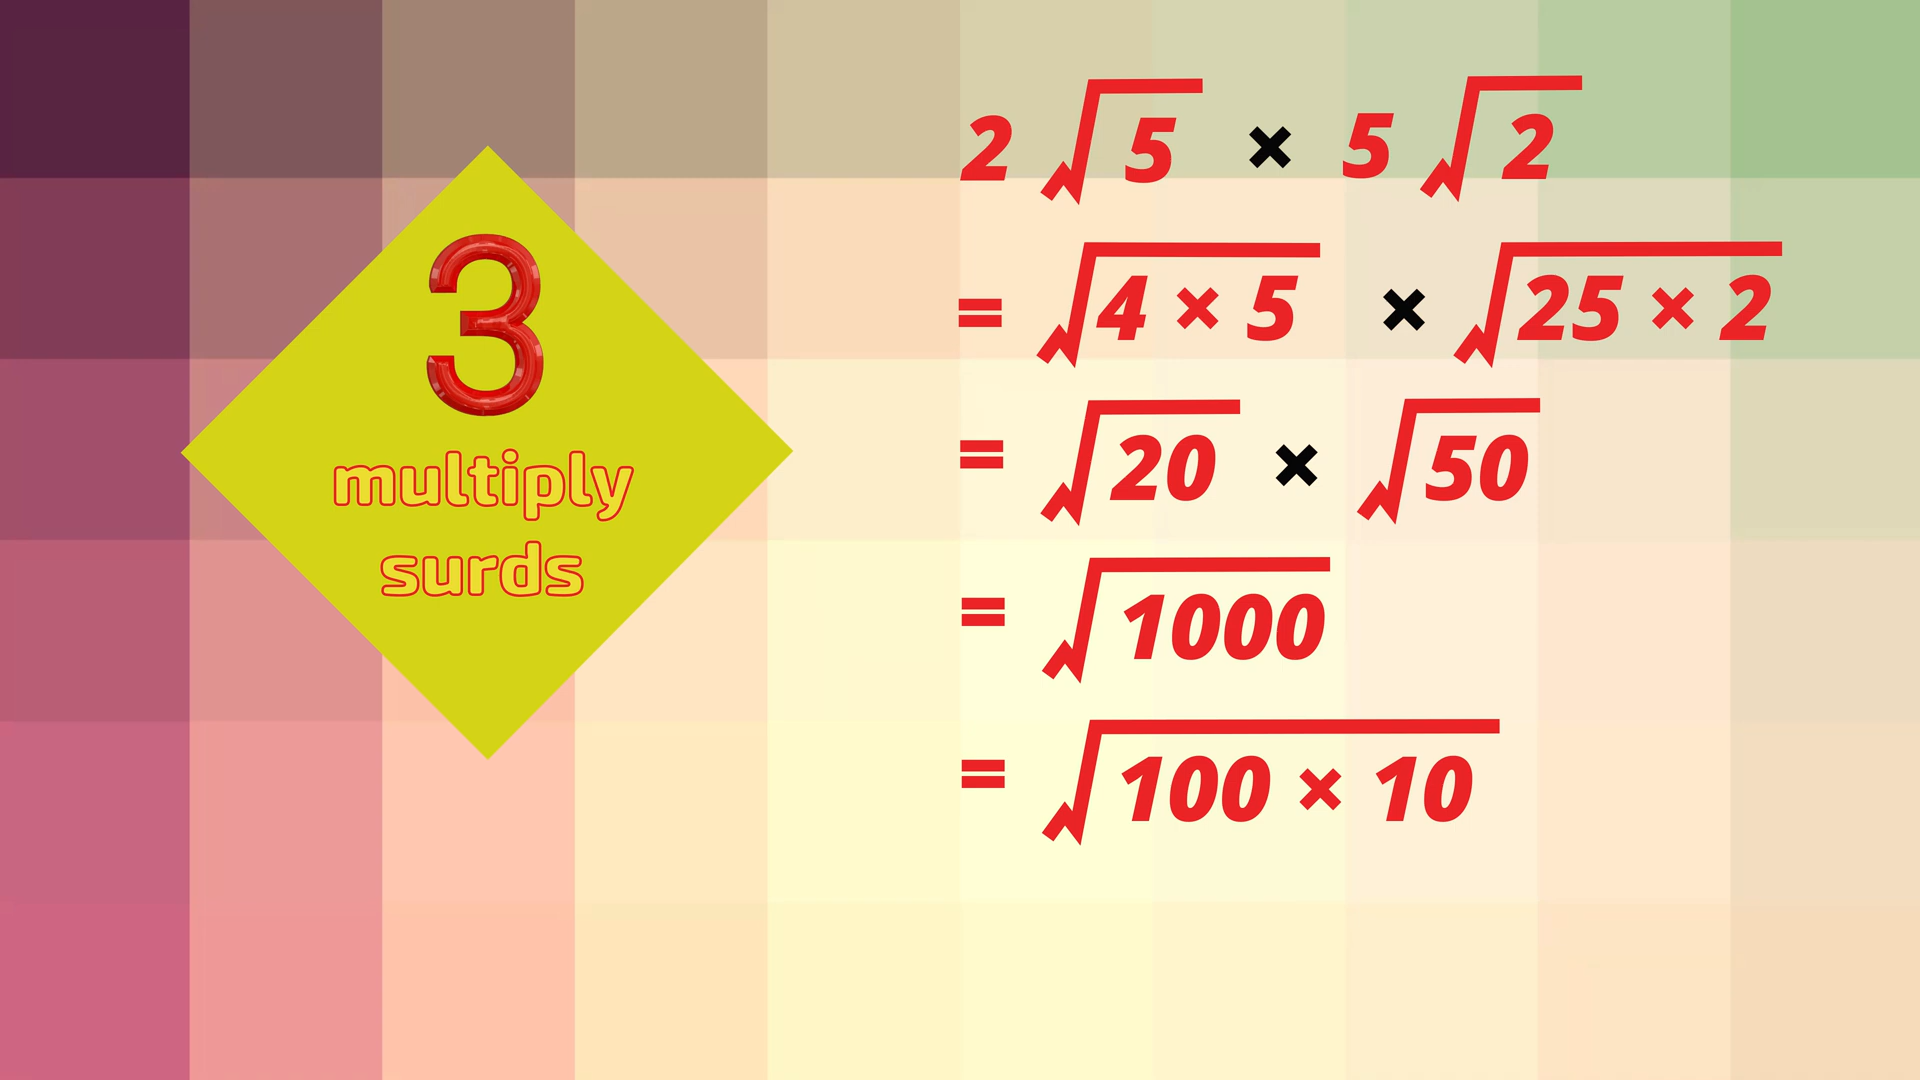 3
multiply
surds
2 √5 × 5 √2
= √4 × 5 × √25 × 2
= √20 × √50
= √1000
= √100 × 10